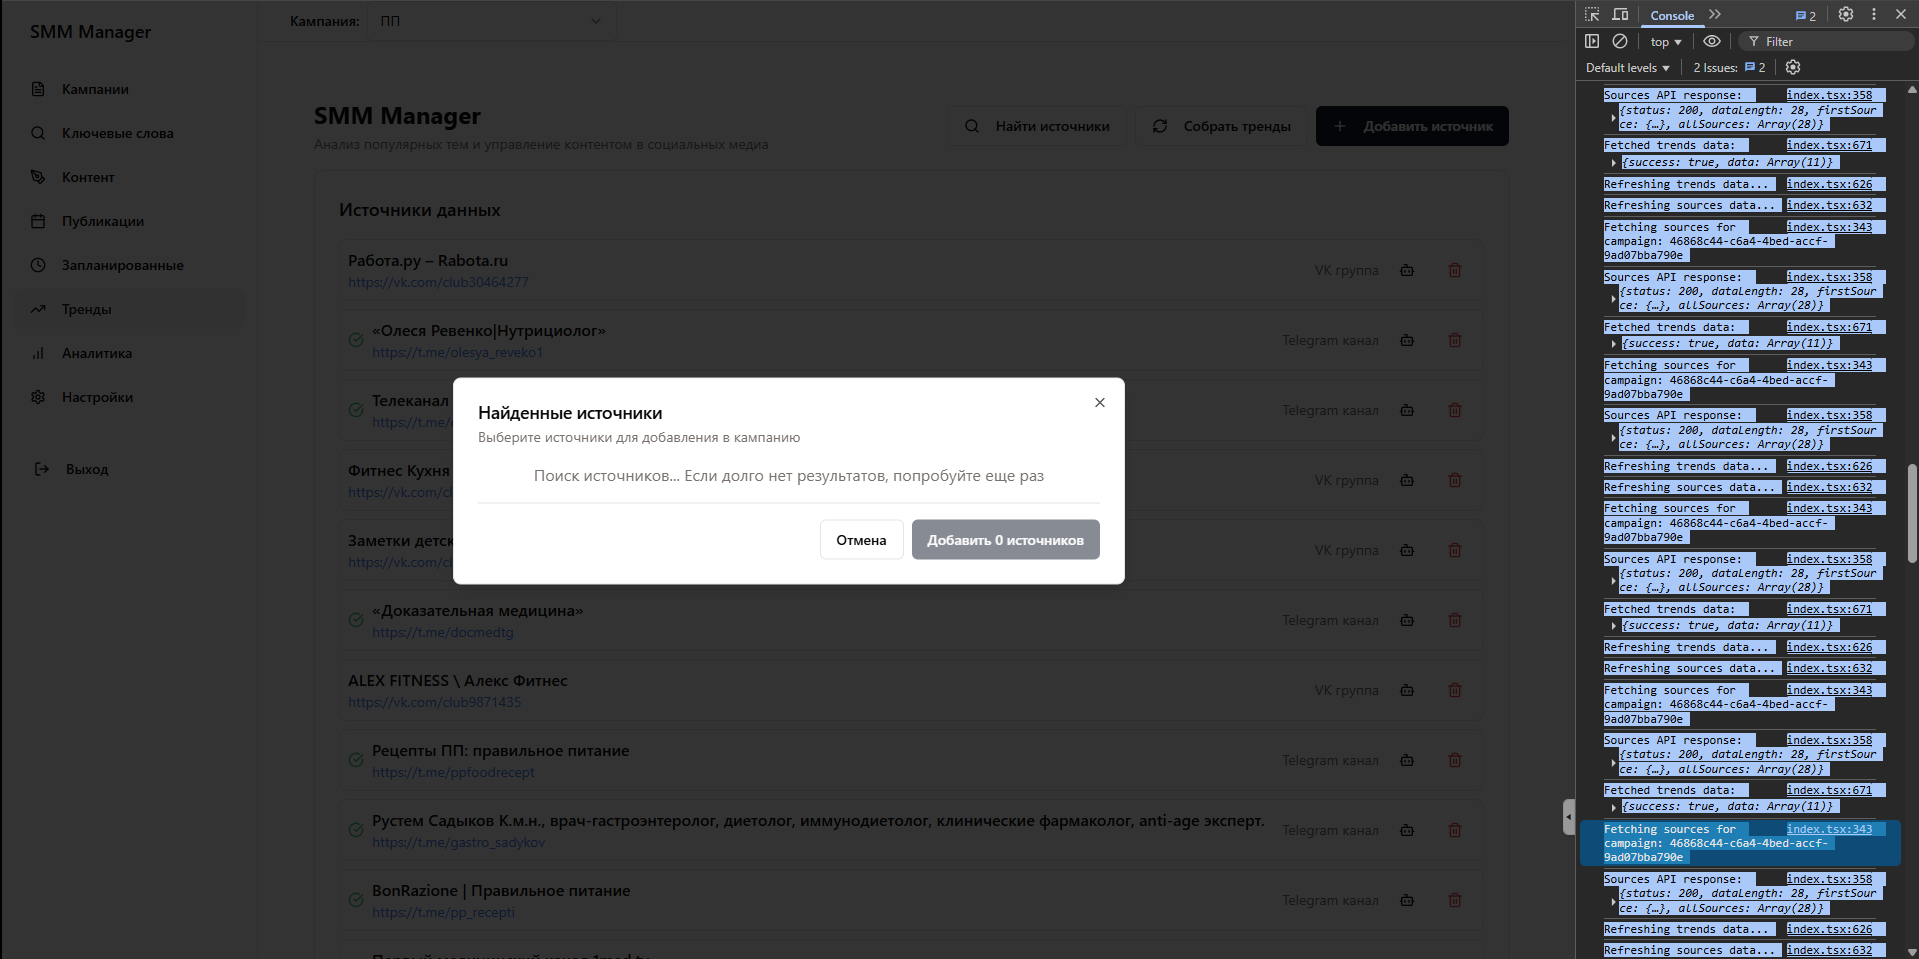 SMM Manager
Кампании
Ключевые слова
Контент
Публикации
Запланированные
Тренды
Аналитика
Настройки
Выход
Кампания: ПП
SMM Manager
Анализ популярных тем и управление контентом в социальных медиа
Найти источники
Собрать тренды
Добавить источник
Источники данных
Работа.ру – Rabota.ru
https://vk.com/club30464277
VK группа
«Олеся Ревенко|Нутрициолог»
https://t.me/olesya_reveko1
Telegram канал
Телеканал
https://t.me/
Telegram канал
Фитнес Кухня
https://vk.com/cl
VK группа
Заметки детск
https://vk.com/cl
VK группа
«Доказательная медицина»
https://t.me/docmedtg
Telegram канал
ALEX FITNESS \ Алекс Фитнес
https://vk.com/club9871435
VK группа
Рецепты ПП: правильное питание
https://t.me/ppfoodrecept
Telegram канал
Рустем Садыков К.м.н., врач-гастроэнтеролог, диетолог, иммунодиетолог, клинические фармаколог, anti-age эксперт.
https://t.me/gastro_sadykov
Telegram канал
BonRazione | Правильное питание
https://t.me/pp_recepti
Telegram канал
Найденные источники
Выберите источники для добавления в кампанию
Поиск источников... Если долго нет результатов, попробуйте еще раз
Отмена
Добавить 0 источников
Console
2
top
Filter
Default levels
2 Issues: 2
Sources API response: index.tsx:358
{status: 200, dataLength: 28, firstSour
ce: {…}, allSources: Array(28)}
Fetched trends data: index.tsx:671
{success: true, data: Array(11)}
Refreshing trends data... index.tsx:626
Refreshing sources data... index.tsx:632
Fetching sources for index.tsx:343
campaign: 46868c44-c6a4-4bed-accf-
9ad07bba790e
Sources API response: index.tsx:358
{status: 200, dataLength: 28, firstSour
ce: {…}, allSources: Array(28)}
Fetched trends data: index.tsx:671
{success: true, data: Array(11)}
Fetching sources for index.tsx:343
campaign: 46868c44-c6a4-4bed-accf-
9ad07bba790e
Sources API response: index.tsx:358
{status: 200, dataLength: 28, firstSour
ce: {…}, allSources: Array(28)}
Refreshing trends data... index.tsx:626
Refreshing sources data... index.tsx:632
Fetching sources for index.tsx:343
campaign: 46868c44-c6a4-4bed-accf-
9ad07bba790e
Sources API response: index.tsx:358
{status: 200, dataLength: 28, firstSour
ce: {…}, allSources: Array(28)}
Fetched trends data: index.tsx:671
{success: true, data: Array(11)}
Refreshing trends data... index.tsx:626
Refreshing sources data... index.tsx:632
Fetching sources for index.tsx:343
campaign: 46868c44-c6a4-4bed-accf-
9ad07bba790e
Sources API response: index.tsx:358
{status: 200, dataLength: 28, firstSour
ce: {…}, allSources: Array(28)}
Fetched trends data: index.tsx:671
{success: true, data: Array(11)}
Fetching sources for index.tsx:343
campaign: 46868c44-c6a4-4bed-accf-
9ad07bba790e
Sources API response: index.tsx:358
{status: 200, dataLength: 28, firstSour
ce: {…}, allSources: Array(28)}
Refreshing trends data... index.tsx:626
Refreshing sources data... index.tsx:632